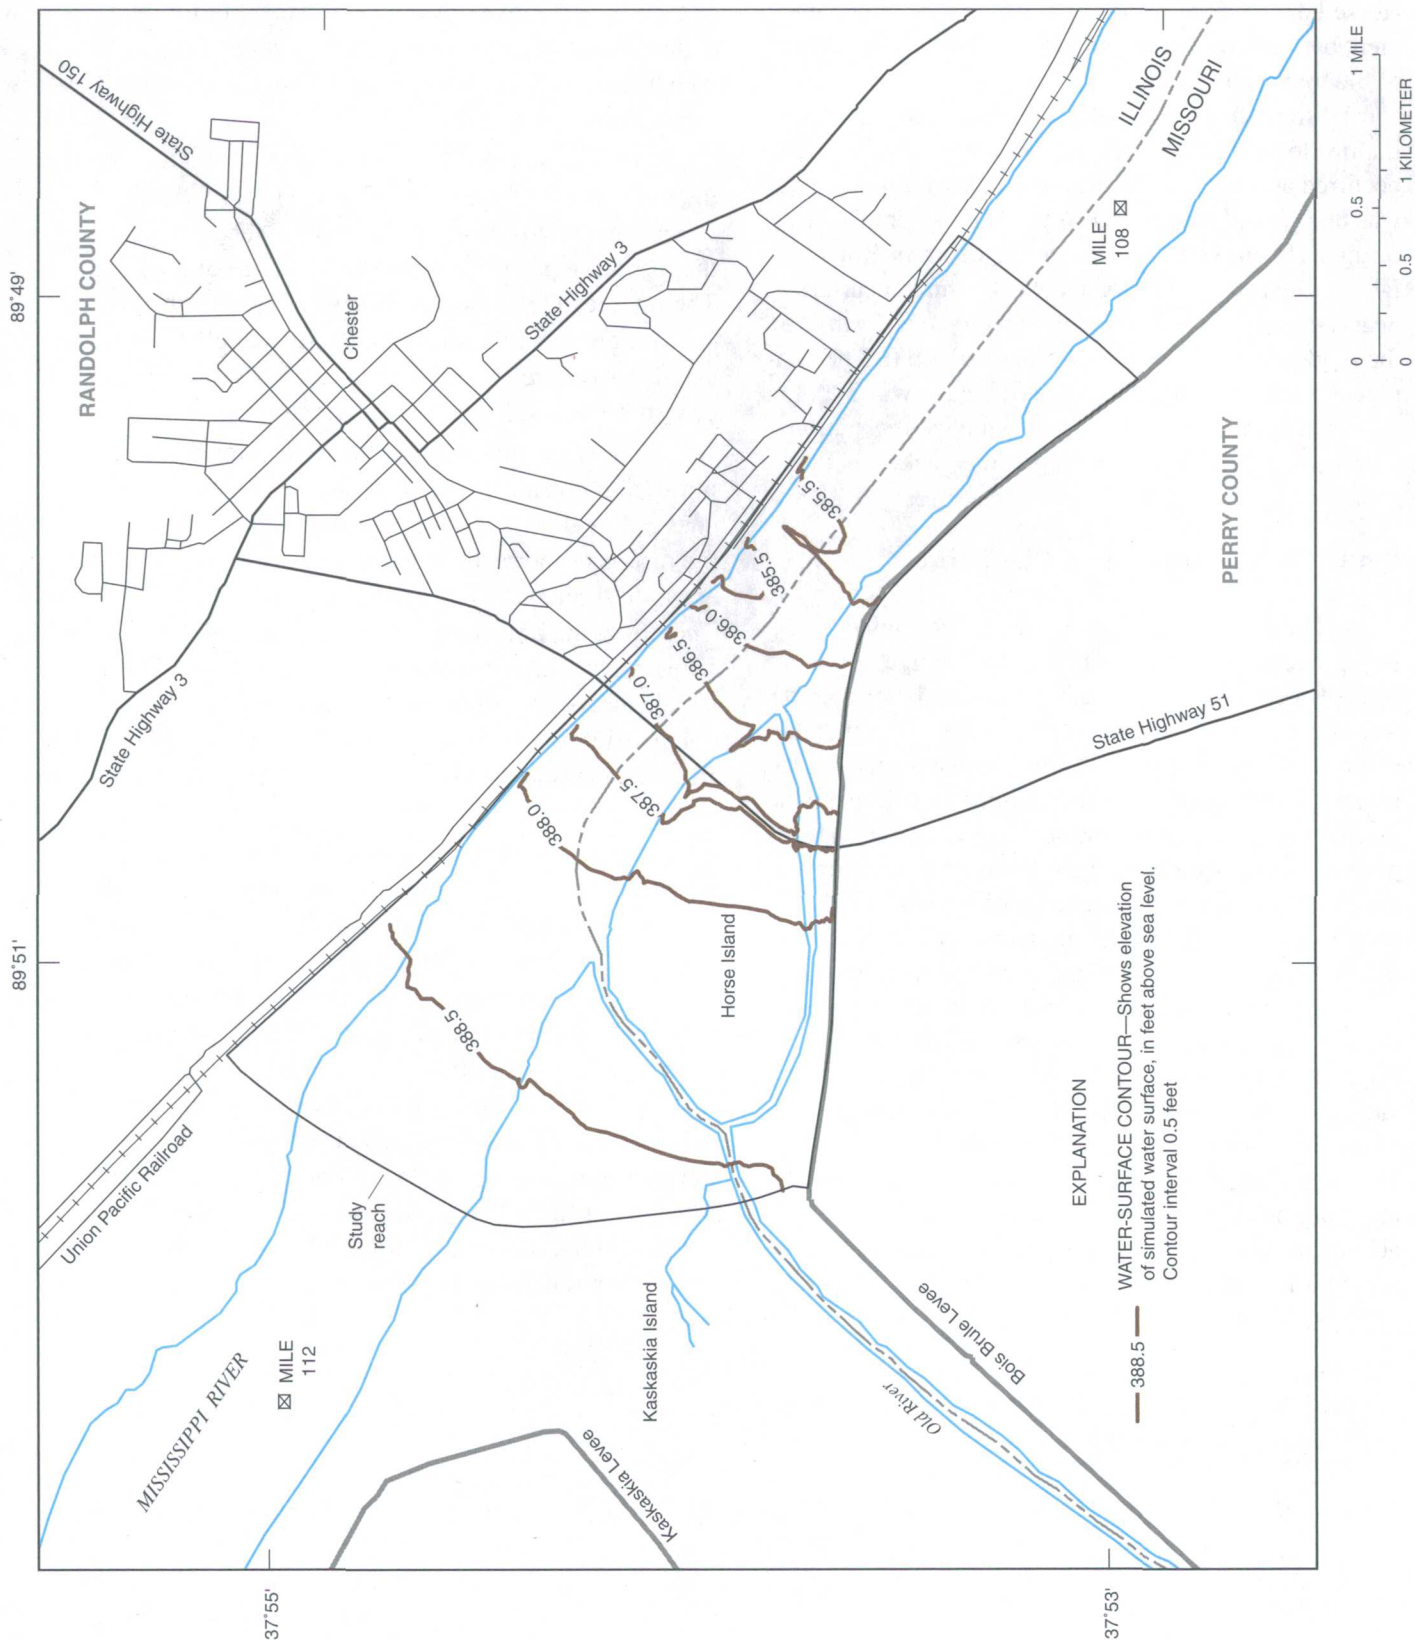 89°51'
89°49'
37°55'
37°53'
RANDOLPH COUNTY
State Highway 150
Chester
State Highway 3
State Highway 3
Union Pacific Railroad
MISSISSIPPI RIVER
MILE
112
Study
reach
Kaskaskia Levee
Kaskaskia Island
Horse Island
Old River
Bois Brule Levee
388.5
388.0
387.5
387.0
386.5
386.0
385.5
385.5
ILLINOIS
MISSOURI
MILE
108
PERRY COUNTY
State Highway 51
EXPLANATION
388.5
WATER-SURFACE CONTOUR—Shows elevation
of simulated water surface, in feet above sea level.
Contour interval 0.5 feet
0 0.5 1 MILE
0 0.5 1 KILOMETER